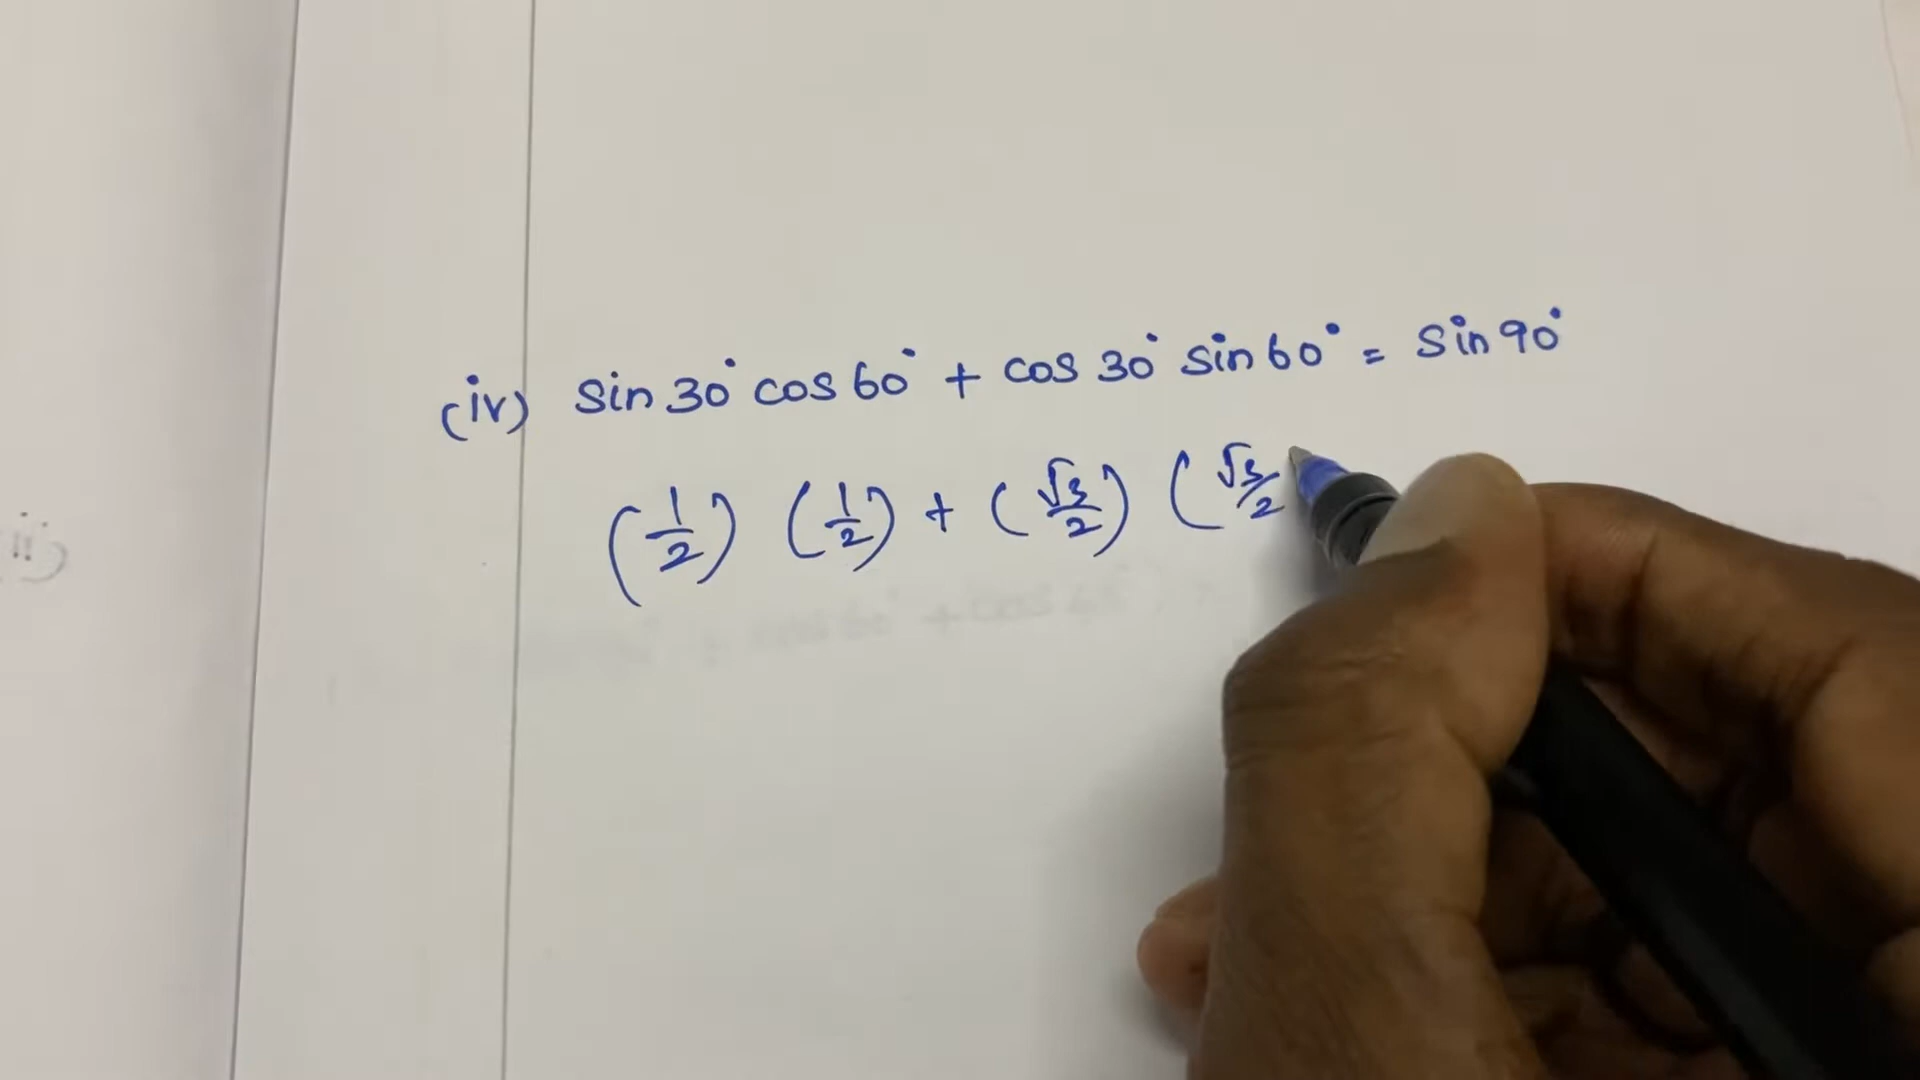 (iv) sin 30° cos 60° + cos 30° sin 60° = sin 90°
(1/2) (1/2) + (√3/2) (√3/2